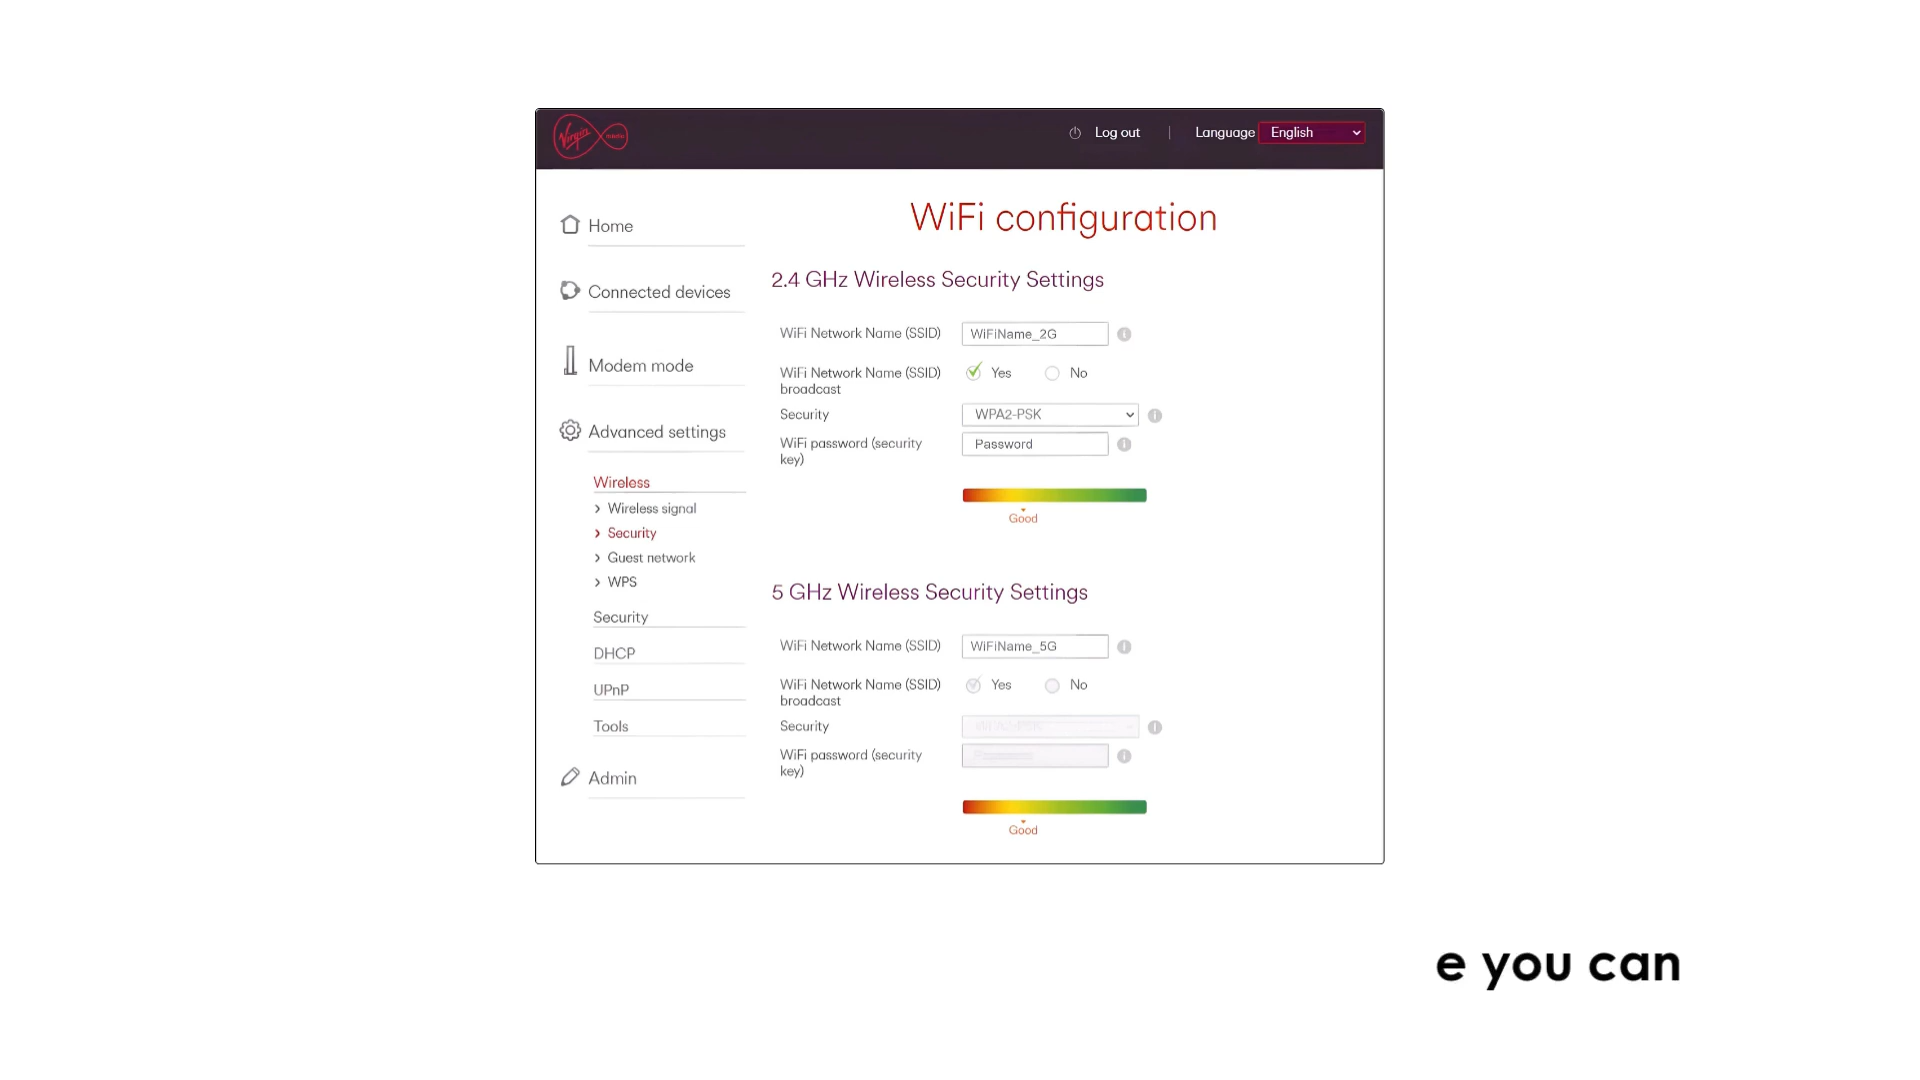 Virgin media
Log out | Language English
WiFi configuration
Home
Connected devices
Modem mode
Advanced settings
Wireless
Wireless signal
Security
Guest network
WPS
Security
DHCP
UPnP
Tools
Admin
2.4 GHz Wireless Security Settings
WiFi Network Name (SSID) WiFiName_2G
WiFi Network Name (SSID) Yes No
broadcast
Security WPA2-PSK
WiFi password (security Password
key)
Good
5 GHz Wireless Security Settings
WiFi Network Name (SSID) WiFiName_5G
WiFi Network Name (SSID) Yes No
broadcast
Security
WiFi password (security
key)
Good
e you can